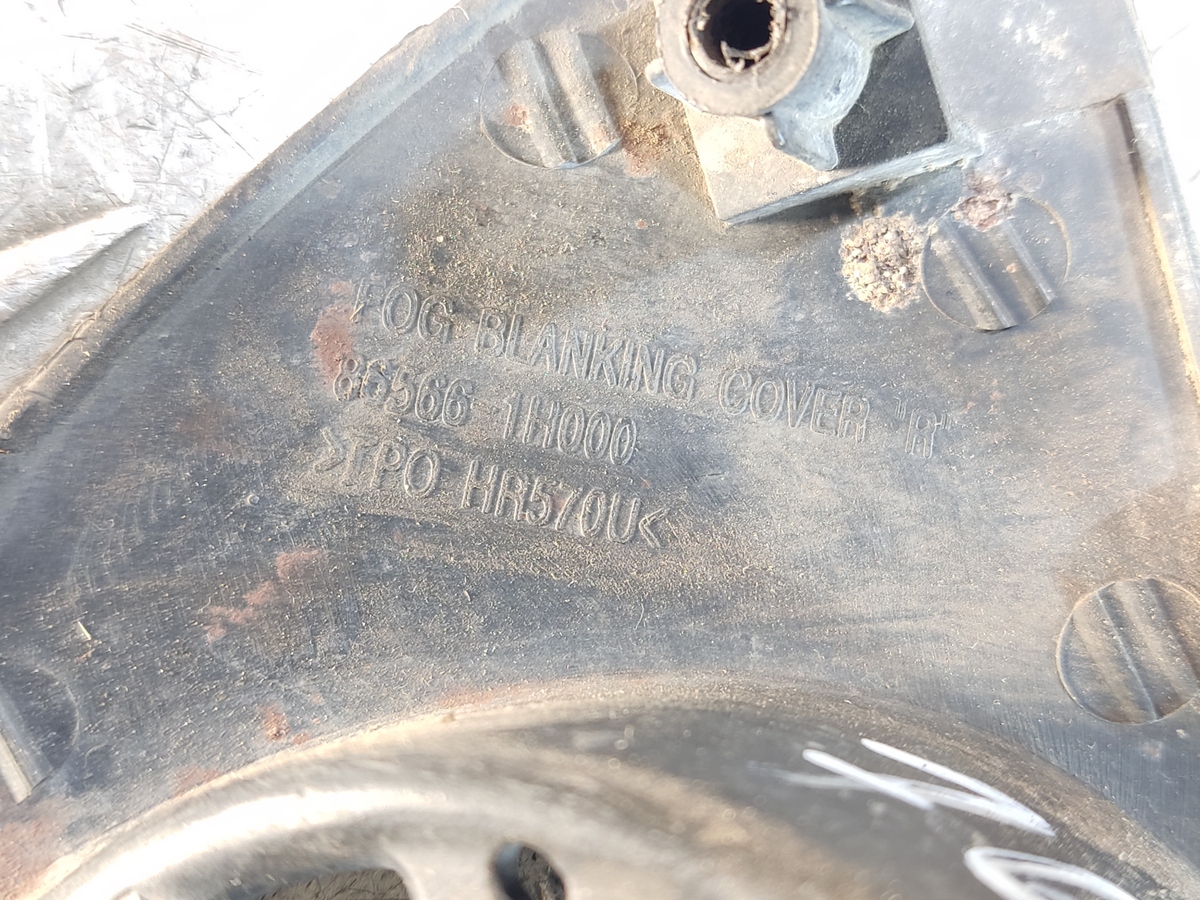 FOG BLANKING COVER "R"
86566 1H000
>TPO HR570U<